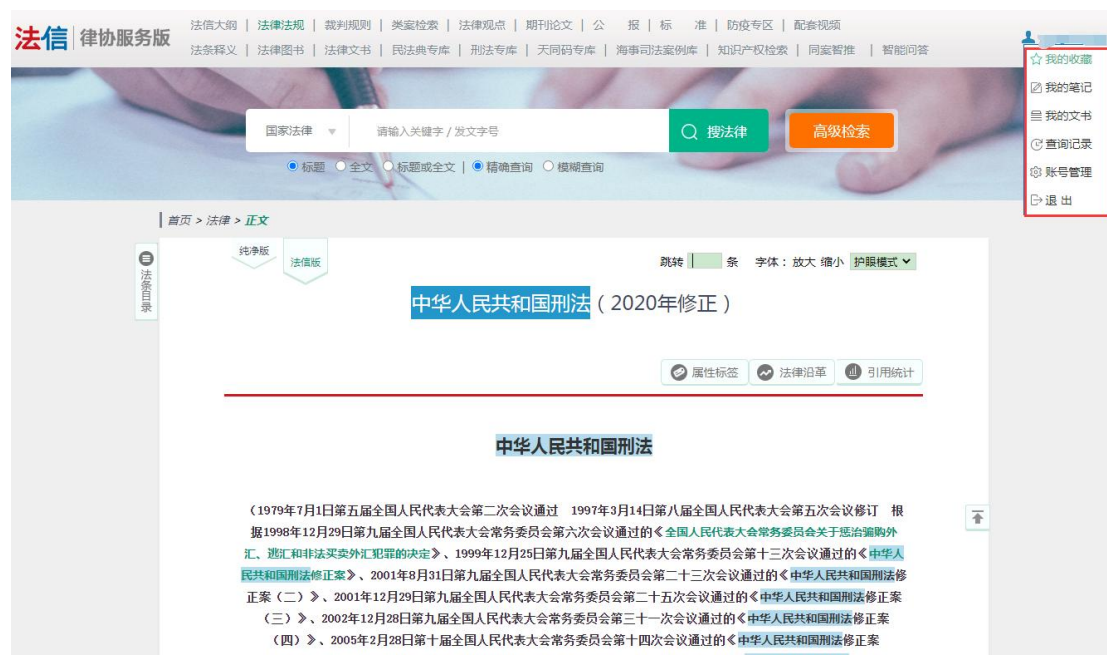 法信 律协服务版
法信大纲 | 法律法规 | 裁判规则 | 类案检索 | 法律观点 | 期刊论文 | 公 报 | 标 准 | 防疫专区 | 配套视频
法条释义 | 法律图书 | 法律文书 | 民法典专库 | 刑法专库 | 天同码专库 | 海事司法案例库 | 知识产权检索 | 同案智推 | 智能问答
我的收藏
我的笔记
我的文书
查询记录
账号管理
退 出
国家法律 请输入关键字 / 发文字号 搜法律 高级检索
标题 全文 标题或全文 | 精确查询 模糊查询
首页 > 法律 > 正文
法条目录
纯净版 法信版 跳转 条 字体：放大 缩小 护眼模式
中华人民共和国刑法（2020年修正）
属性标签 法律沿革 引用统计
中华人民共和国刑法
（1979年7月1日第五届全国人民代表大会第二次会议通过 1997年3月14日第八届全国人民代表大会第五次会议修订 根
据1998年12月29日第九届全国人民代表大会常务委员会第六次会议通过的《全国人民代表大会常务委员会关于惩治骗购外
汇、逃汇和非法买卖外汇犯罪的决定》、1999年12月25日第九届全国人民代表大会常务委员会第十三次会议通过的《中华人
民共和国刑法修正案》、2001年8月31日第九届全国人民代表大会常务委员会第二十三次会议通过的《中华人民共和国刑法修
正案（二）》、2001年12月29日第九届全国人民代表大会常务委员会第二十五次会议通过的《中华人民共和国刑法修正案
（三）》、2002年12月28日第九届全国人民代表大会常务委员会第三十一次会议通过的《中华人民共和国刑法修正案
（四）》、2005年2月28日第十届全国人民代表大会常务委员会第十四次会议通过的《中华人民共和国刑法修正案